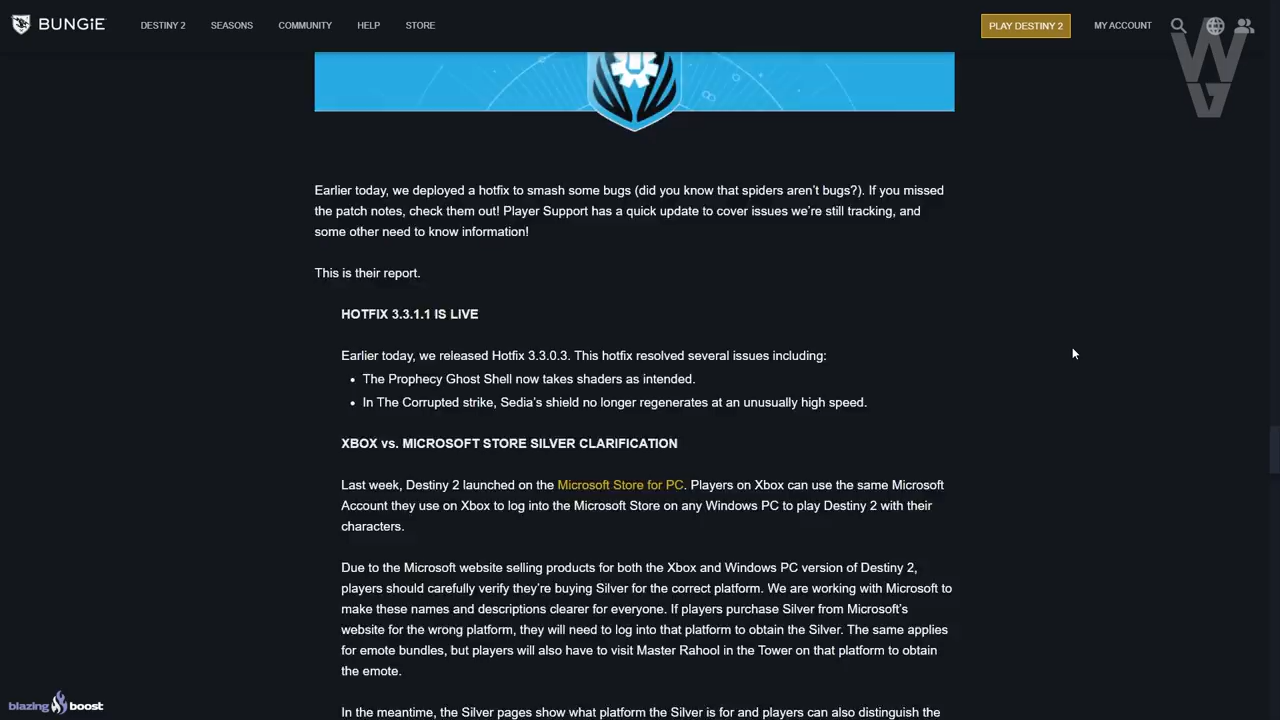 BUNGiE
DESTINY 2
SEASONS
COMMUNITY
HELP
STORE
PLAY DESTINY 2
MY ACCOUNT
Earlier today, we deployed a hotfix to smash some bugs (did you know that spiders aren’t bugs?). If you missed
the patch notes, check them out! Player Support has a quick update to cover issues we’re still tracking, and
some other need to know information!
This is their report.
HOTFIX 3.3.1.1 IS LIVE
Earlier today, we released Hotfix 3.3.0.3. This hotfix resolved several issues including:
• The Prophecy Ghost Shell now takes shaders as intended.
• In The Corrupted strike, Sedia’s shield no longer regenerates at an unusually high speed.
XBOX vs. MICROSOFT STORE SILVER CLARIFICATION
Last week, Destiny 2 launched on the Microsoft Store for PC. Players on Xbox can use the same Microsoft
Account they use on Xbox to log into the Microsoft Store on any Windows PC to play Destiny 2 with their
characters.
Due to the Microsoft website selling products for both the Xbox and Windows PC version of Destiny 2,
players should carefully verify they’re buying Silver for the correct platform. We are working with Microsoft to
make these names and descriptions clearer for everyone. If players purchase Silver from Microsoft’s
website for the wrong platform, they will need to log into that platform to obtain the Silver. The same applies
for emote bundles, but players will also have to visit Master Rahool in the Tower on that platform to obtain
the emote.
In the meantime, the Silver pages show what platform the Silver is for and players can also distinguish the
blazing boost